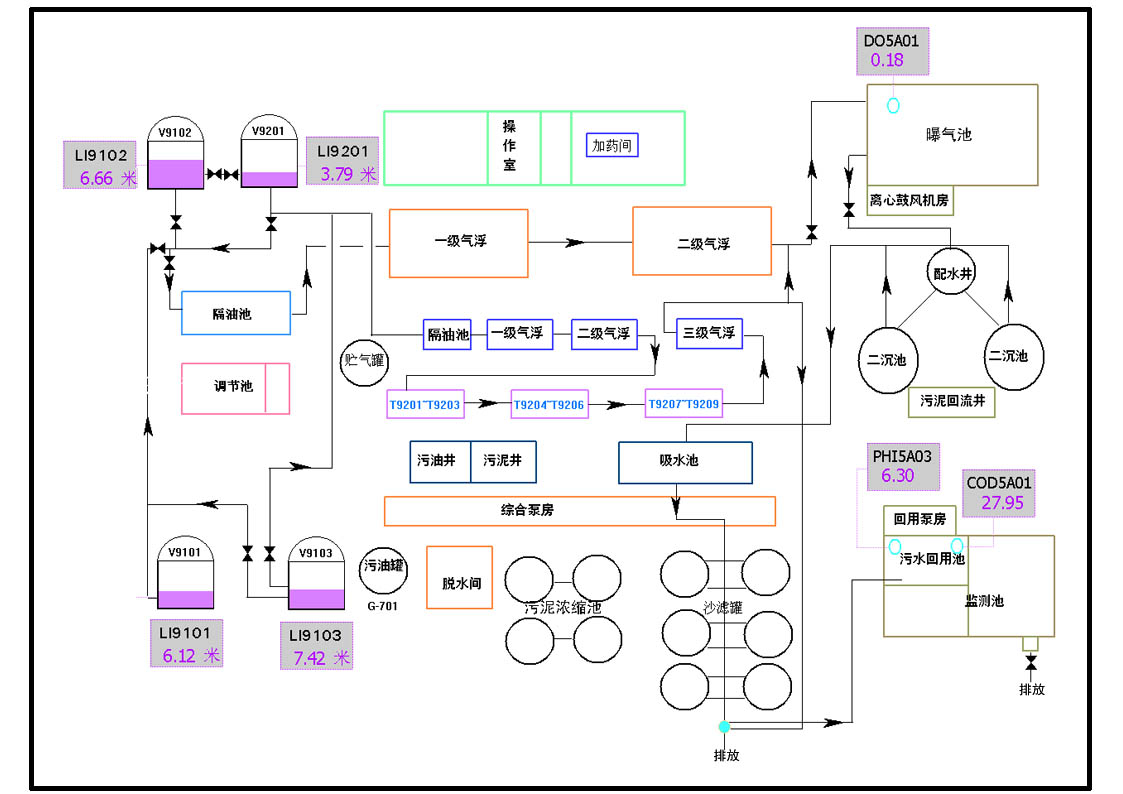 DO5A01
0.18
V9102
V9201
LI9102
6.66 米
LI9201
3.79 米
操
作
室
加药间
曝气池
离心鼓风机房
一级气浮
二级气浮
配水井
隔油池
隔油池
一级气浮
二级气浮
三级气浮
贮气罐
二沉池
二沉池
调节池
T9201~T9203
T9204~T9206
T9207~T9209
污泥回流井
污油井
污泥井
吸水池
PHI5A03
6.30
COD5A01
27.95
综合泵房
回用泵房
V9101
V9103
污油罐
G-701
脱水间
污泥浓缩池
沙滤罐
污水回用池
监测池
LI9101
6.12 米
LI9103
7.42 米
排放
排放